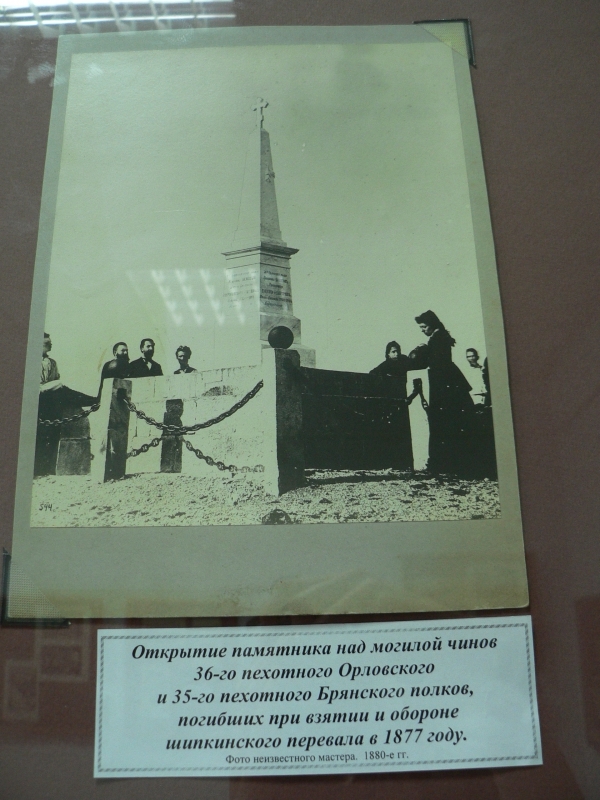 544
Открытие памятника над могилой чинов
36-го пехотного Орловского
и 35-го пехотного Брянского полков,
погибших при взятии и обороне
шипкинского перевала в 1877 году.
Фото неизвестного мастера. 1880-е гг.